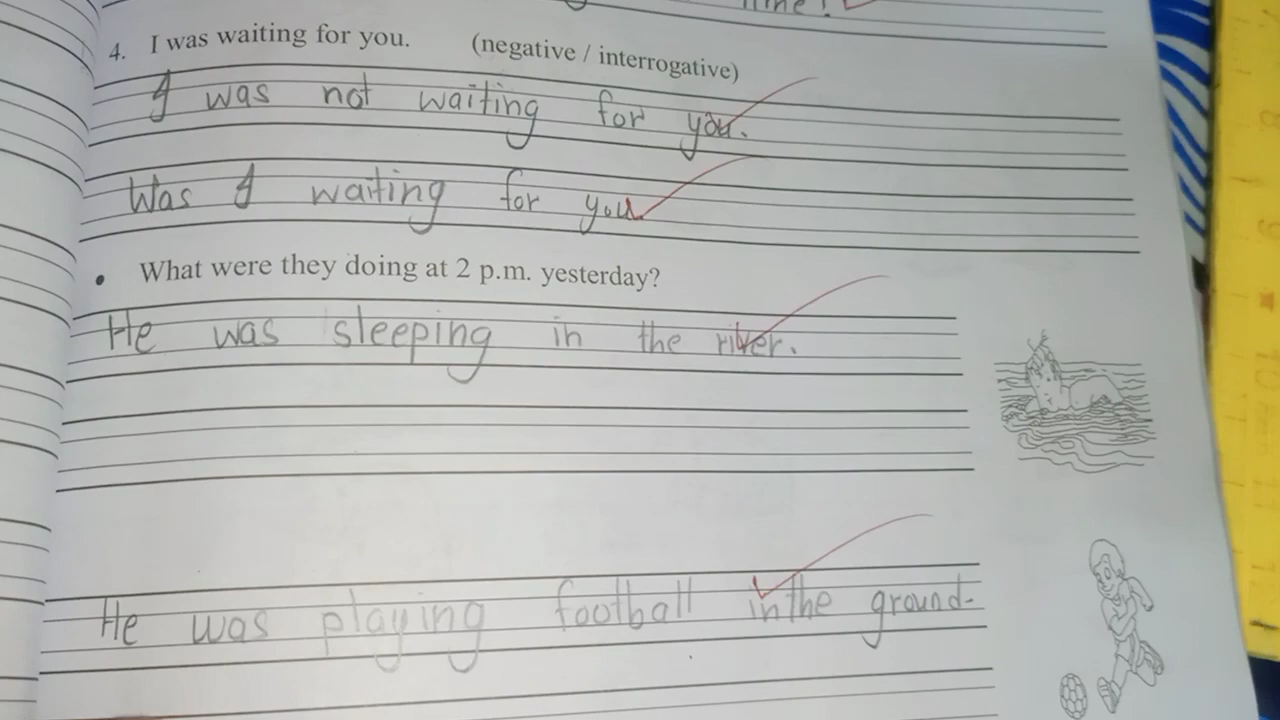 4. I was waiting for you. (negative / interrogative)
I was not waiting for you.
Was I waiting for you
• What were they doing at 2 p.m. yesterday?
He was sleeping in the river.
He was playing football in the ground.